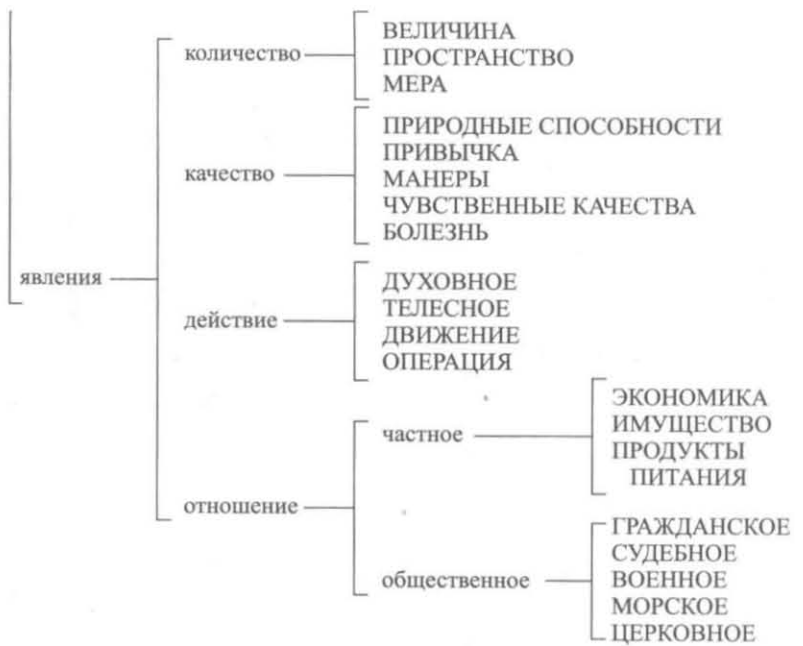 количество
ВЕЛИЧИНА
ПРОСТРАНСТВО
МЕРА
качество
ПРИРОДНЫЕ СПОСОБНОСТИ
ПРИВЫЧКА
МАНЕРЫ
ЧУВСТВЕННЫЕ КАЧЕСТВА
БОЛЕЗНЬ
явления
действие
ДУХОВНОЕ
ТЕЛЕСНОЕ
ДВИЖЕНИЕ
ОПЕРАЦИЯ
отношение
частное
ЭКОНОМИКА
ИМУЩЕСТВО
ПРОДУКТЫ
ПИТАНИЯ
общественное
ГРАЖДАНСКОЕ
СУДЕБНОЕ
ВОЕННОЕ
МОРСКОЕ
ЦЕРКОВНОЕ